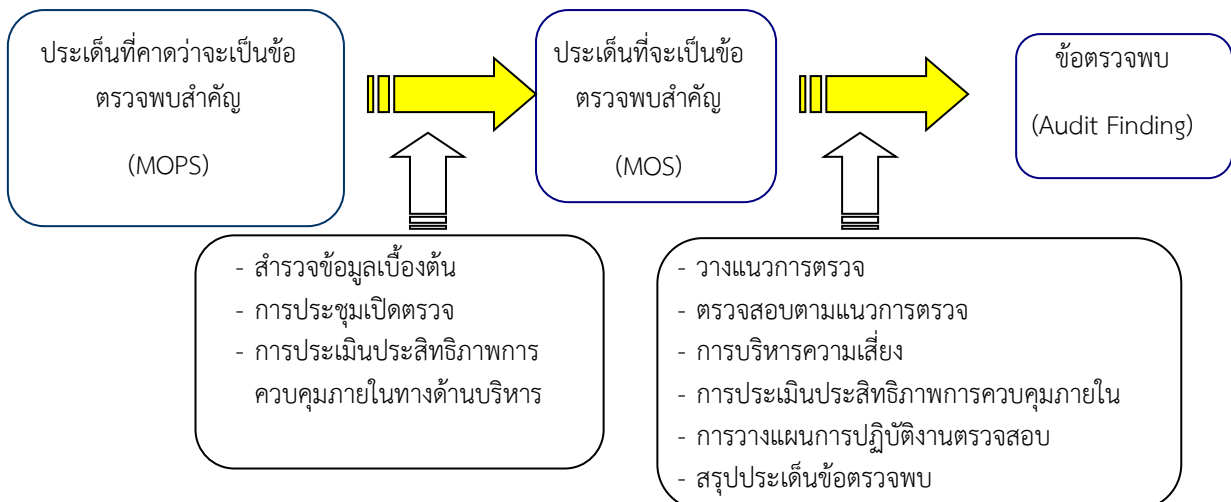 ประเด็นที่คาดว่าจะเป็นข้อ
ตรวจพบสำคัญ
(MOPS)
ประเด็นที่จะเป็นข้อ
ตรวจพบสำคัญ
(MOS)
ข้อตรวจพบ
(Audit Finding)
- สำรวจข้อมูลเบื้องต้น
- การประชุมเปิดตรวจ
- การประเมินประสิทธิภาพการ
ควบคุมภายในทางด้านบริหาร
- วางแนวการตรวจ
- ตรวจสอบตามแนวการตรวจ
- การบริหารความเสี่ยง
- การประเมินประสิทธิภาพการควบคุมภายใน
- การวางแผนการปฏิบัติงานตรวจสอบ
- สรุปประเด็นข้อตรวจพบ